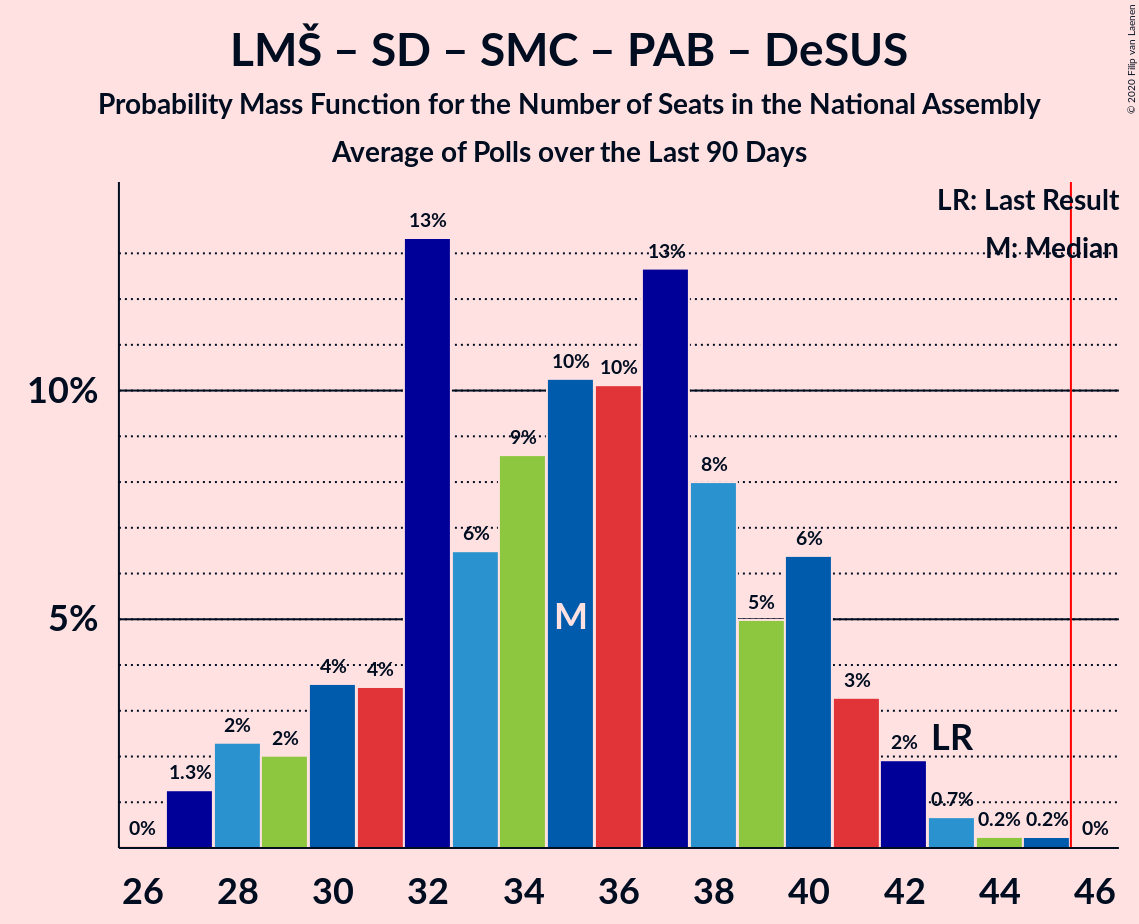 LMŠ – SD – SMC – PAB – DeSUS
Probability Mass Function for the Number of Seats in the National Assembly
Average of Polls over the Last 90 Days
© 2020 Filip van Laenen
LR: Last Result
M: Median
10%
5%
0%
1.3%
2%
2%
4%
4%
13%
6%
9%
10%
10%
13%
8%
5%
6%
3%
2%
0.7%
0.2%
0.2%
0%
M
LR
26 28 30 32 34 36 38 40 42 44 46